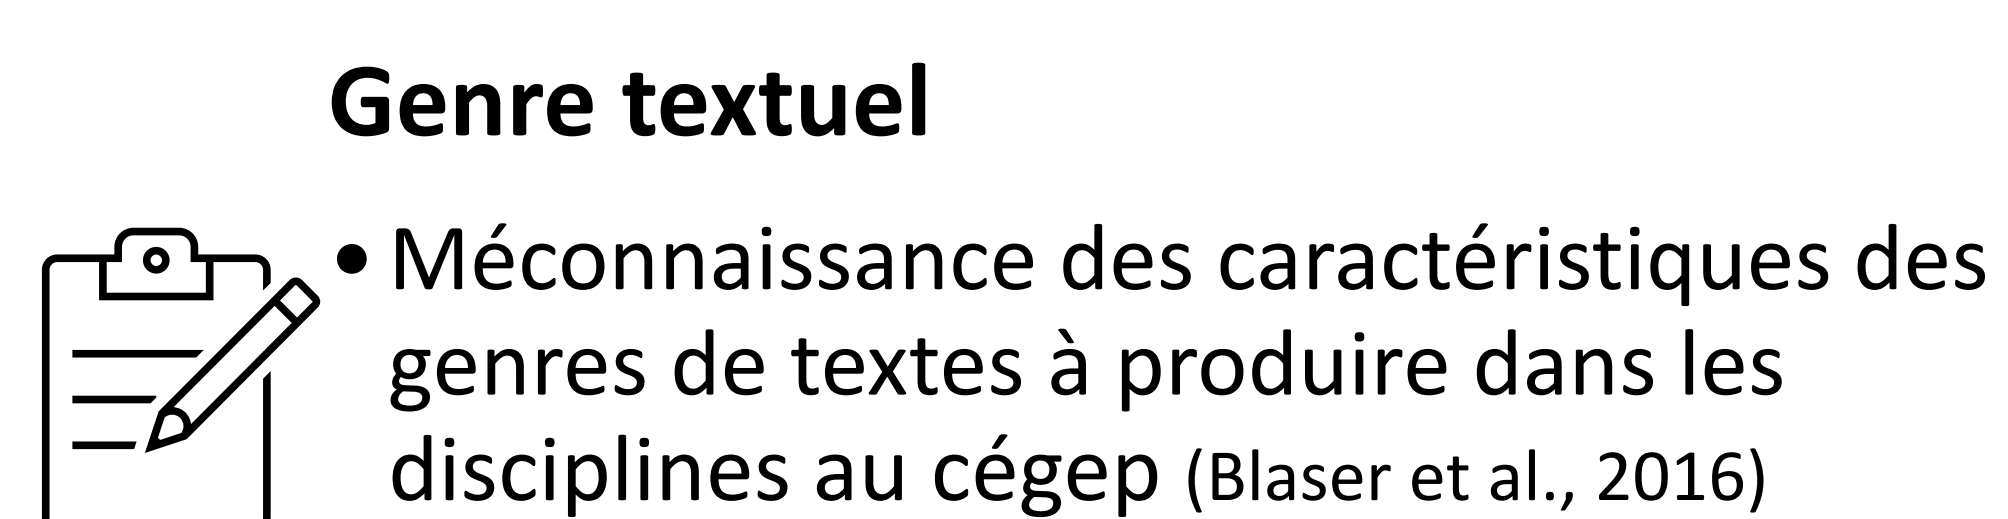 Genre textuel
• Méconnaissance des caractéristiques des
genres de textes à produire dans les
disciplines au cégep (Blaser et al., 2016)